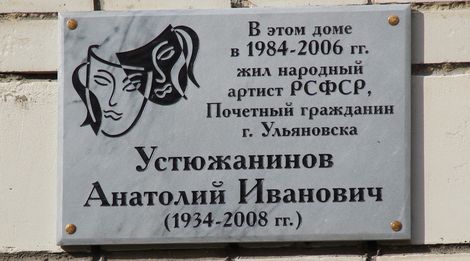 В этом доме
в 1984-2006 гг.
жил народный
артист РСФСР,
Почетный гражданин
г. Ульяновска
Устюжанинов
Анатолий Иванович
(1934-2008 гг.)